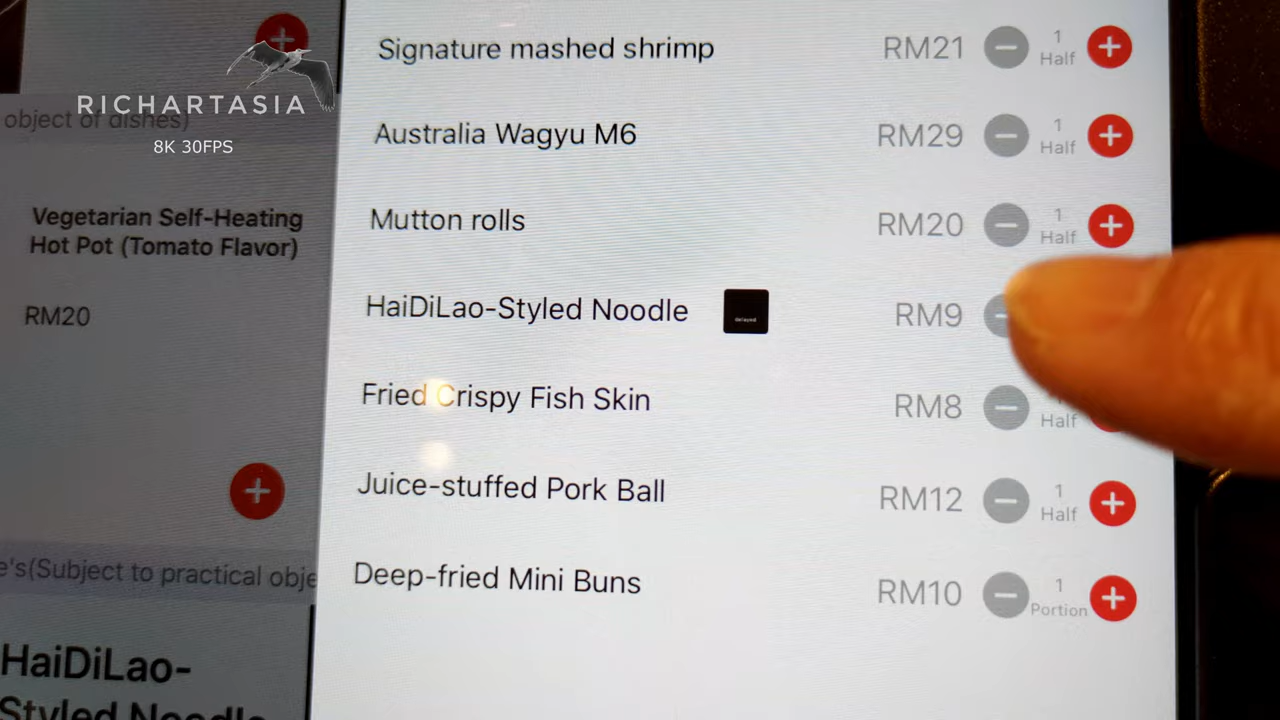 RICHARTASIA
8K 30FPS
object of dishes)
Vegetarian Self-Heating
Hot Pot (Tomato Flavor)
RM20
e's(Subject to practical obje
HaiDiLao-
Styled Noodle
Signature mashed shrimp RM21 1 Half
Australia Wagyu M6 RM29 1 Half
Mutton rolls RM20 1 Half
HaiDiLao-Styled Noodle delayed RM9
Fried Crispy Fish Skin RM8 Half
Juice-stuffed Pork Ball RM12 1 Half
Deep-fried Mini Buns RM10 1 Portion